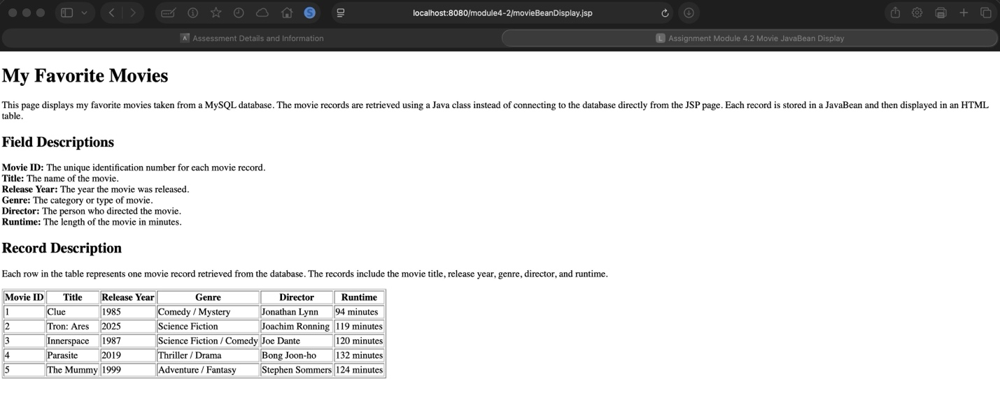 localhost:8080/module4-2/movieBeanDisplay.jsp
A Assessment Details and Information
L Assignment Module 4.2 Movie JavaBean Display
My Favorite Movies
This page displays my favorite movies taken from a MySQL database. The movie records are retrieved using a Java class instead of connecting to the database directly from the JSP page. Each record is stored in a JavaBean and then displayed in an HTML
table.
Field Descriptions
Movie ID: The unique identification number for each movie record.
Title: The name of the movie.
Release Year: The year the movie was released.
Genre: The category or type of movie.
Director: The person who directed the movie.
Runtime: The length of the movie in minutes.
Record Description
Each row in the table represents one movie record retrieved from the database. The records include the movie title, release year, genre, director, and runtime.
Movie ID Title Release Year Genre Director Runtime
1 Clue 1985 Comedy / Mystery Jonathan Lynn 94 minutes
2 Tron: Ares 2025 Science Fiction Joachim Ronning 119 minutes
3 Innerspace 1987 Science Fiction / Comedy Joe Dante 120 minutes
4 Parasite 2019 Thriller / Drama Bong Joon-ho 132 minutes
5 The Mummy 1999 Adventure / Fantasy Stephen Sommers 124 minutes